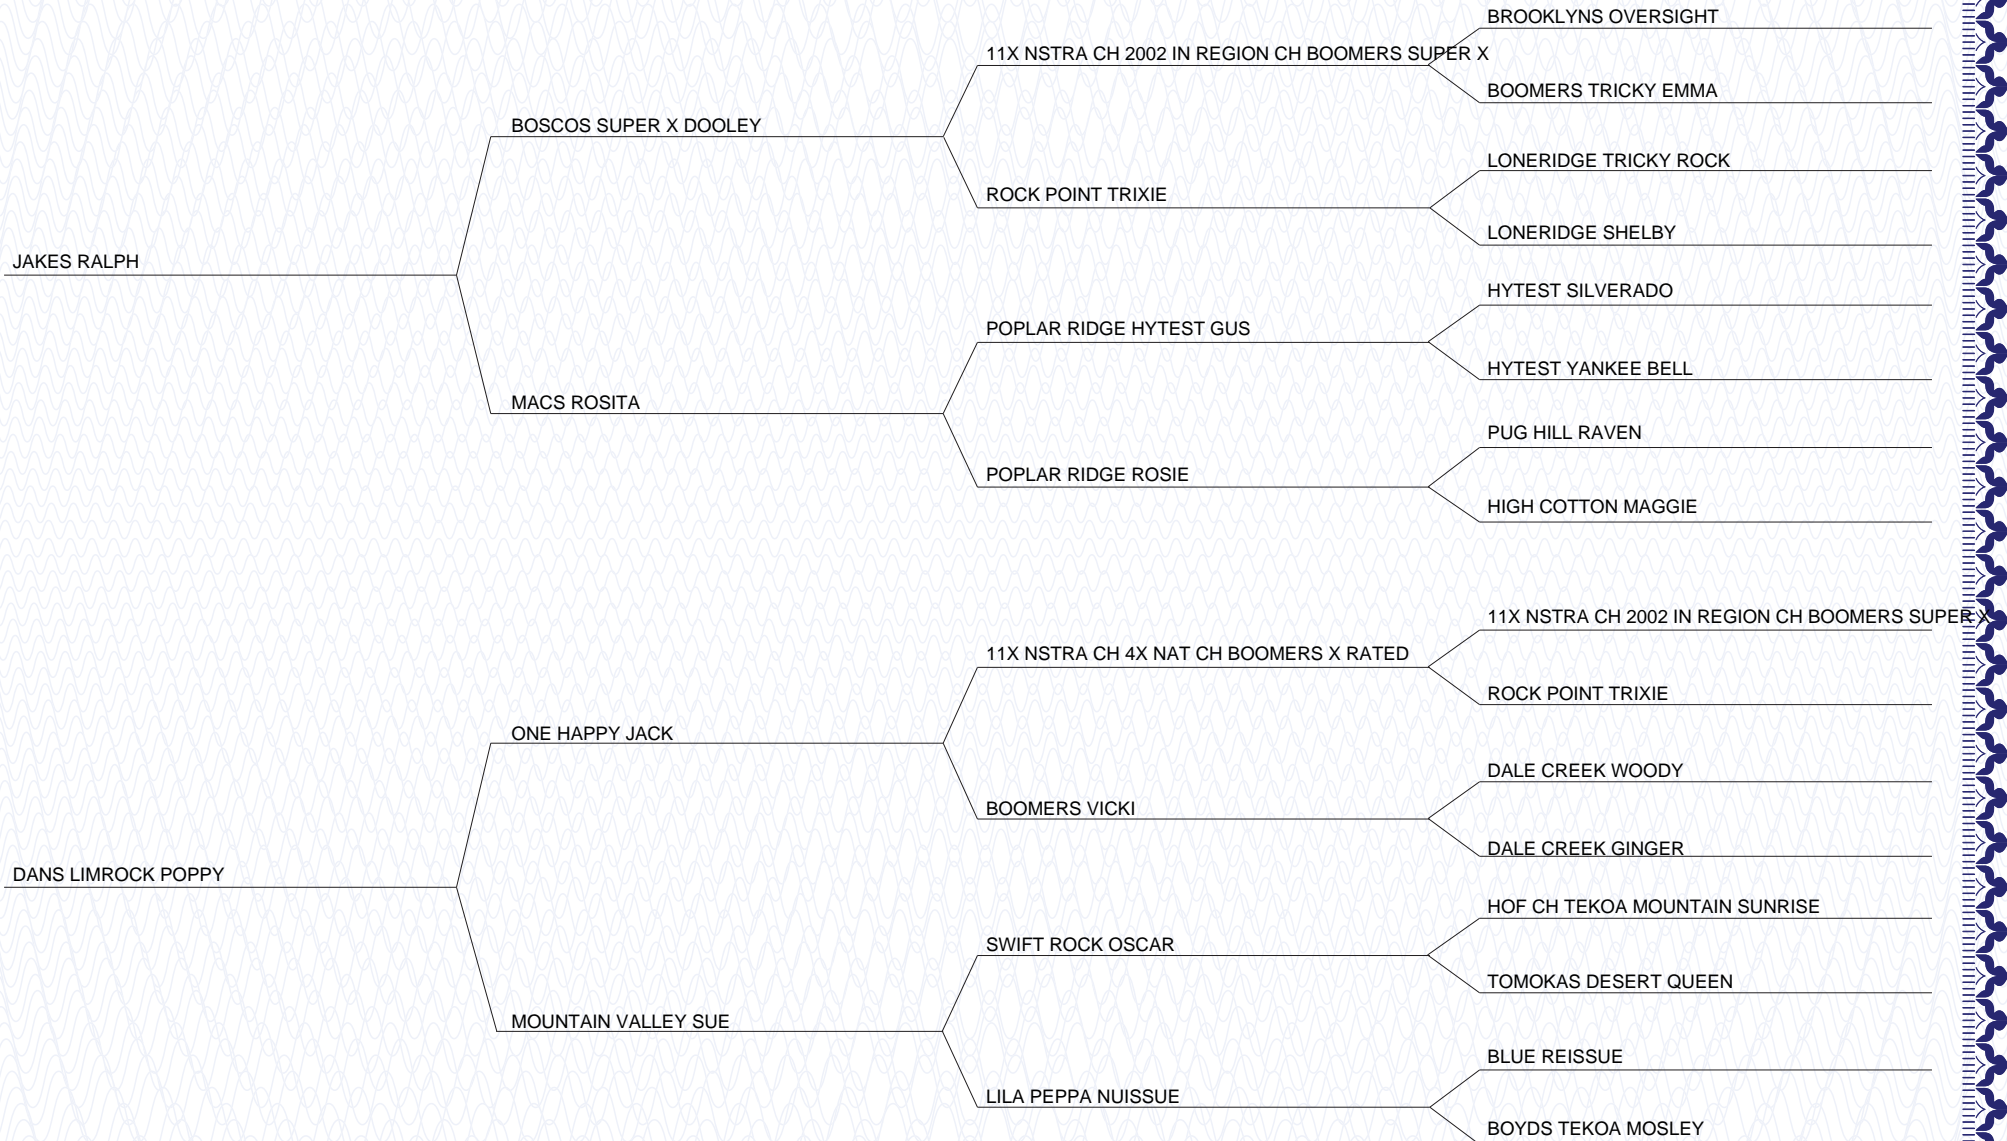 BROOKLYNS OVERSIGHT
11X NSTRA CH 2002 IN REGION CH BOOMERS SUPER X
BOOMERS TRICKY EMMA
BOSCOS SUPER X DOOLEY
LONERIDGE TRICKY ROCK
ROCK POINT TRIXIE
LONERIDGE SHELBY
JAKES RALPH
HYTEST SILVERADO
POPLAR RIDGE HYTEST GUS
HYTEST YANKEE BELL
MACS ROSITA
PUG HILL RAVEN
POPLAR RIDGE ROSIE
HIGH COTTON MAGGIE
11X NSTRA CH 2002 IN REGION CH BOOMERS SUPER X
11X NSTRA CH 4X NAT CH BOOMERS X RATED
ROCK POINT TRIXIE
ONE HAPPY JACK
DALE CREEK WOODY
BOOMERS VICKI
DALE CREEK GINGER
DANS LIMROCK POPPY
HOF CH TEKOA MOUNTAIN SUNRISE
SWIFT ROCK OSCAR
TOMOKAS DESERT QUEEN
MOUNTAIN VALLEY SUE
BLUE REISSUE
LILA PEPPA NUISSUE
BOYDS TEKOA MOSLEY